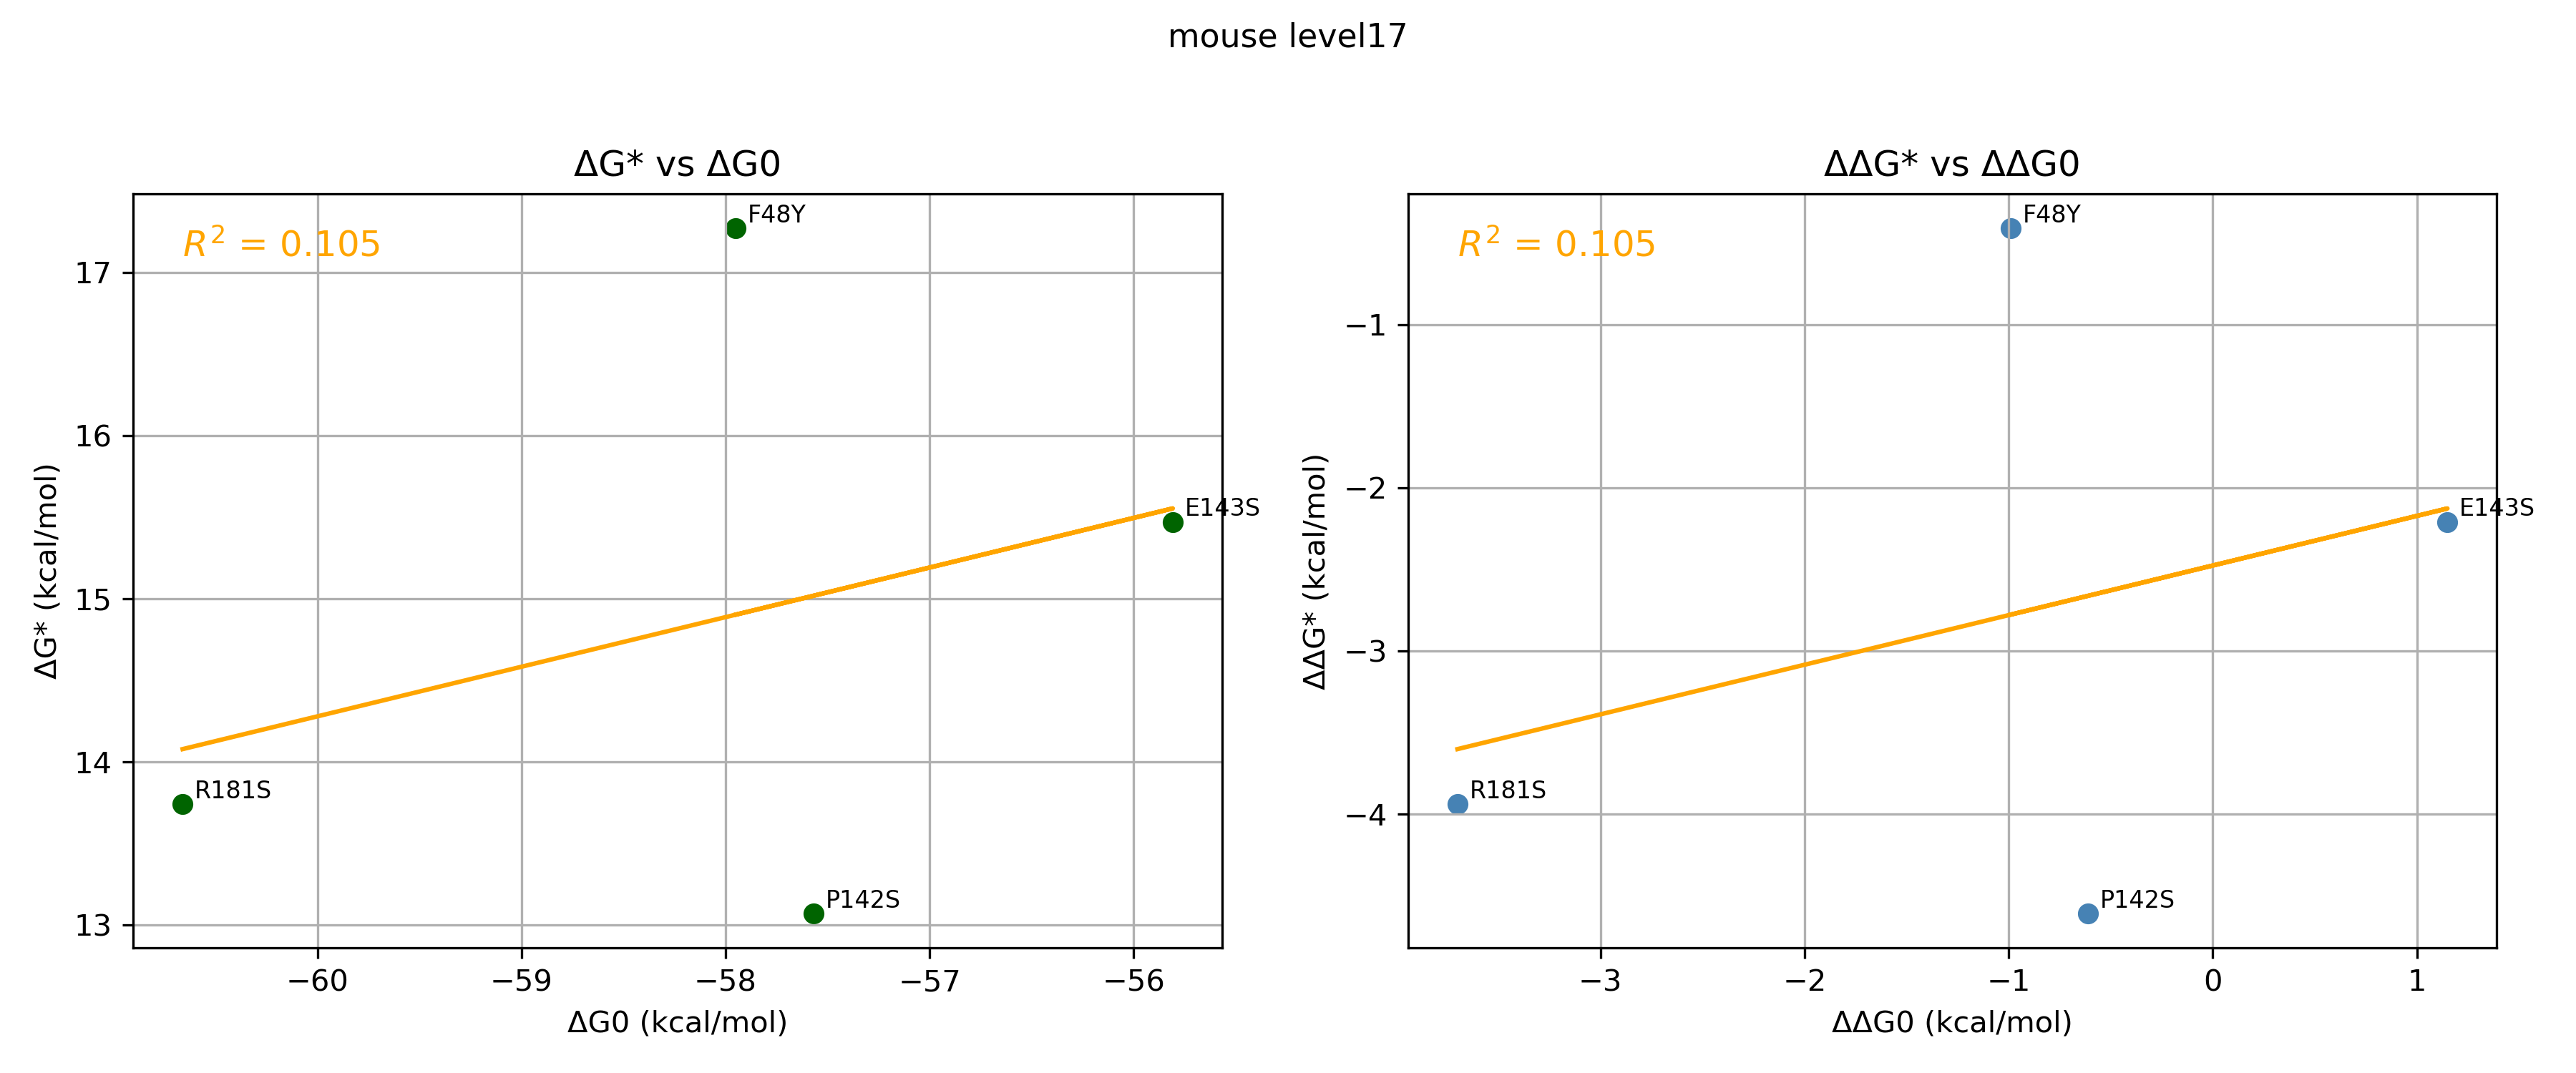 mouse level17
ΔG* vs ΔG0
R² = 0.105
F48Y
E143S
R181S
P142S
17
16
15
14
13
ΔG* (kcal/mol)
−60 −59 −58 −57 −56
ΔG0 (kcal/mol)
ΔΔG* vs ΔΔG0
R² = 0.105
F48Y
E143S
R181S
P142S
−1
−2
−3
−4
ΔΔG* (kcal/mol)
−3 −2 −1 0 1
ΔΔG0 (kcal/mol)